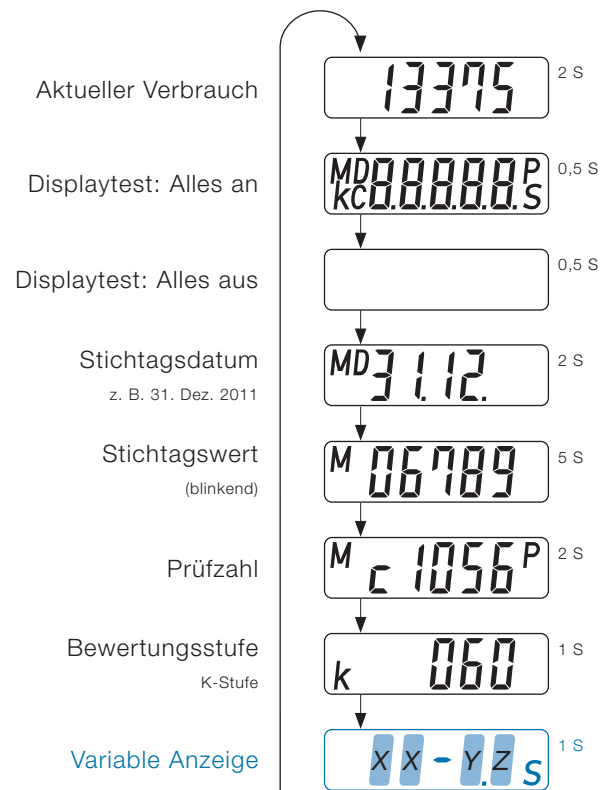 Aktueller Verbrauch
13375
2 S
Displaytest: Alles an
MD
kC
8.8.8.8.8.
P
S
0,5 S
Displaytest: Alles aus
0,5 S
Stichtagsdatum
z. B. 31. Dez. 2011
MD 31.12.
2 S
Stichtagswert
(blinkend)
M 06789
5 S
Prüfzahl
M c 1056 P
2 S
Bewertungsstufe
K-Stufe
k 060
1 S
Variable Anzeige
X X - Y.Z S
1 S